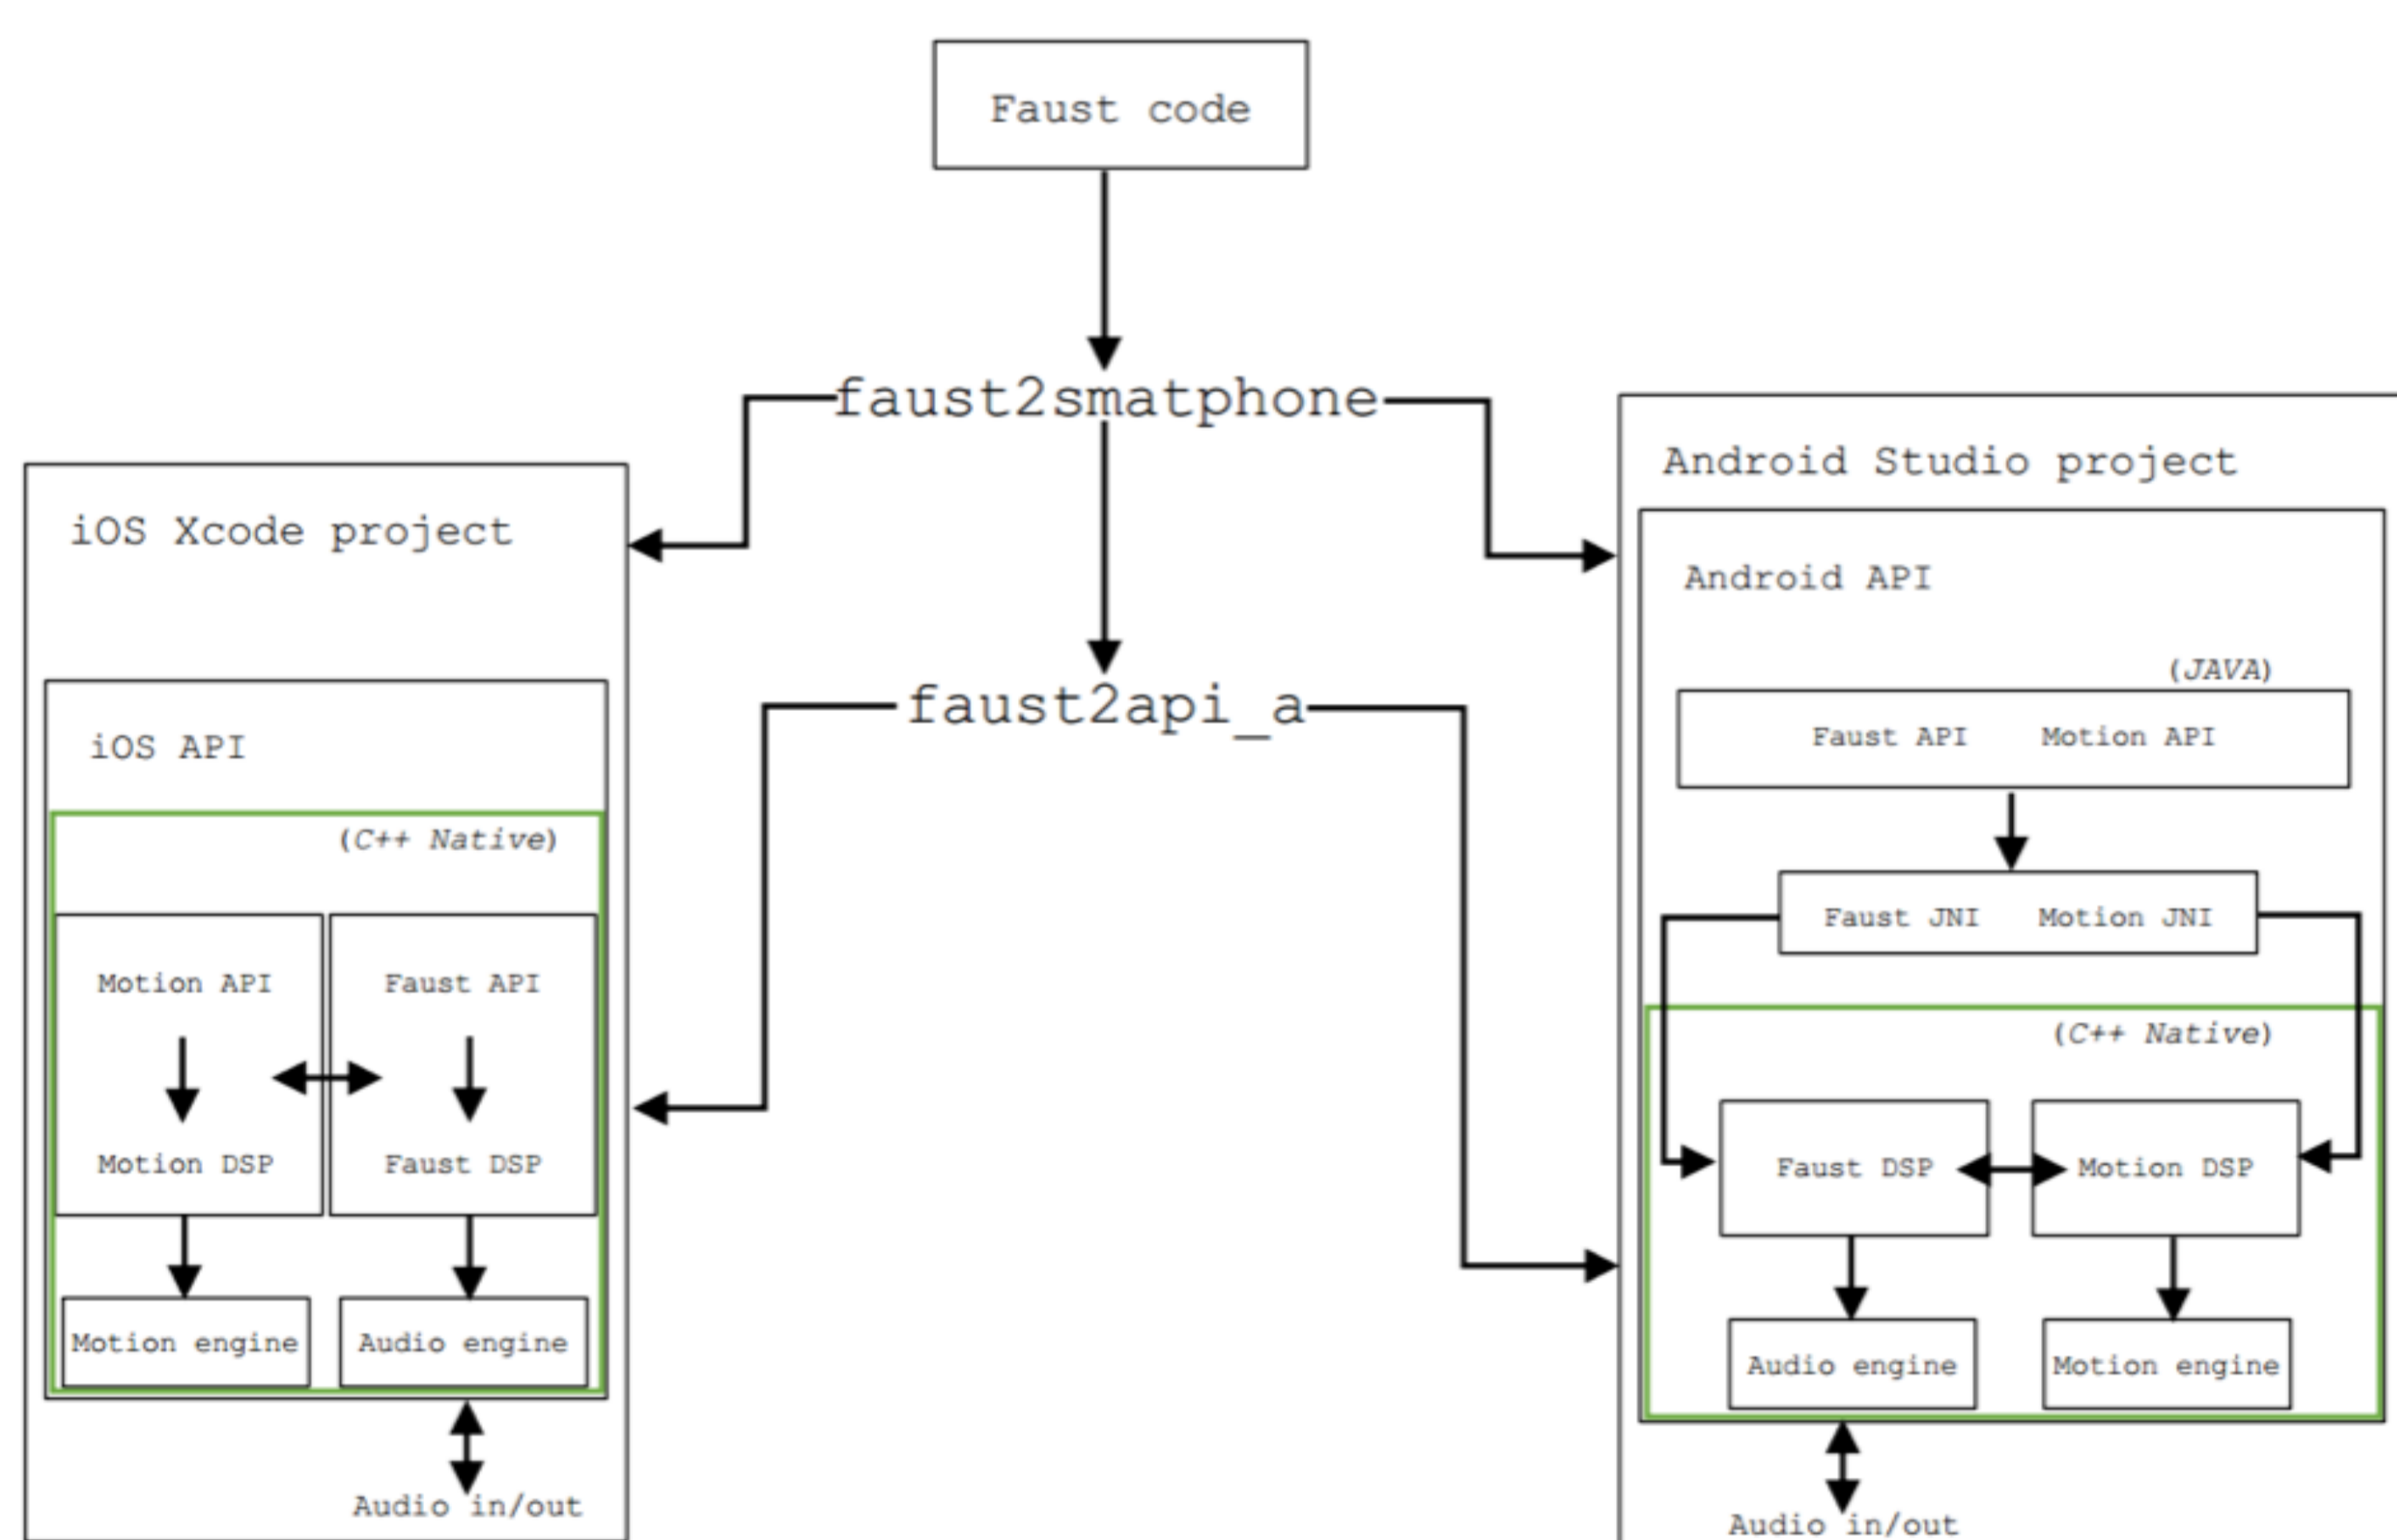 Faust code
faust2smatphone
faust2api_a
iOS Xcode project
iOS API
(C++ Native)
Motion API
Faust API
Motion DSP
Faust DSP
Motion engine
Audio engine
Audio in/out
Android Studio project
Android API
(JAVA)
Faust API Motion API
Faust JNI Motion JNI
(C++ Native)
Faust DSP
Motion DSP
Audio engine
Motion engine
Audio in/out